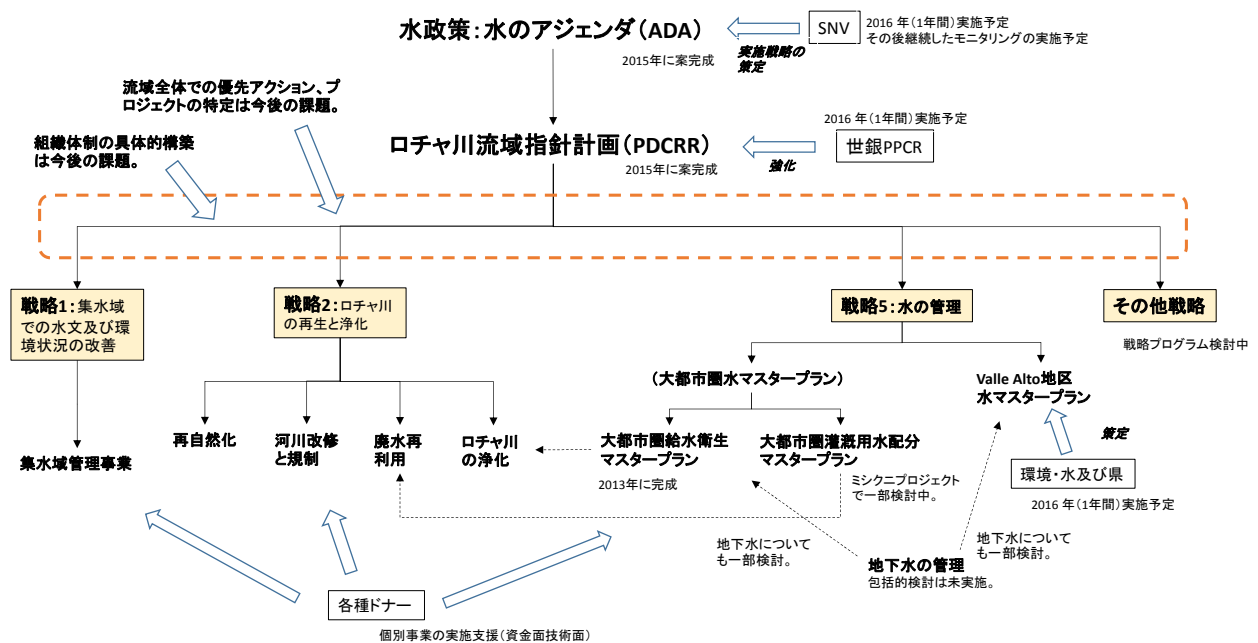 水政策：水のアジェンダ（ADA）
2015年に案完成
実施戦略の
策定
SNV
2016 年（1年間）実施予定
その後継続したモニタリングの実施予定
流域全体での優先アクション、プ
ロジェクトの特定は今後の課題。
組織体制の具体的構築
は今後の課題。
ロチャ川流域指針計画（PDCRR）
2015年に案完成
強化
2016 年（1年間）実施予定
世銀PPCR
戦略1：集水域
での水文及び環
境状況の改善
戦略2：ロチャ川
の再生と浄化
戦略5：水の管理
その他戦略
戦略プログラム検討中
（大都市圏水マスタープラン）
Valle Alto地区
水マスタープラン
集水域管理事業
再自然化
河川改修
と規制
廃水再
利用
ロチャ川
の浄化
大都市圏給水衛生
マスタープラン
2013年に完成
大都市圏灌漑用水配分
マスタープラン
ミシクニプロジェクト
で一部検討中。
策定
環境・水及び県
2016 年（1年間）実施予定
地下水について
も一部検討。
地下水について
も一部検討。
地下水の管理
包括的検討は未実施。
各種ドナー
個別事業の実施支援（資金面技術面）